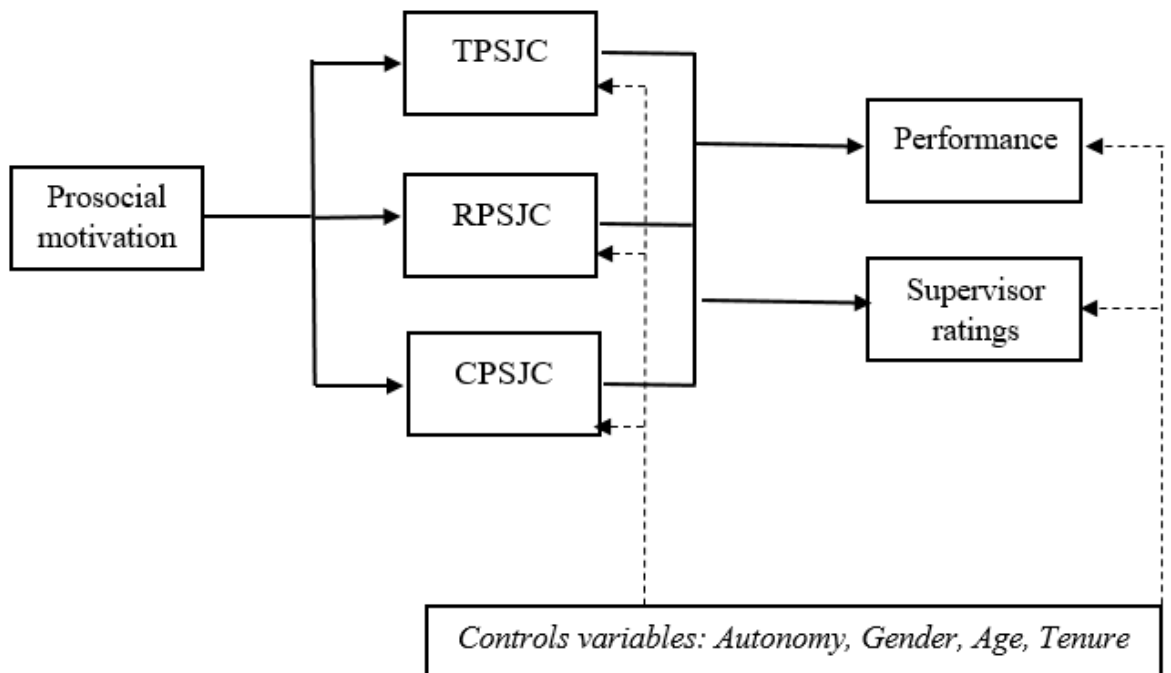 TPSJC
Performance
Prosocial
motivation
RPSJC
Supervisor
ratings
CPSJC
Controls variables: Autonomy, Gender, Age, Tenure